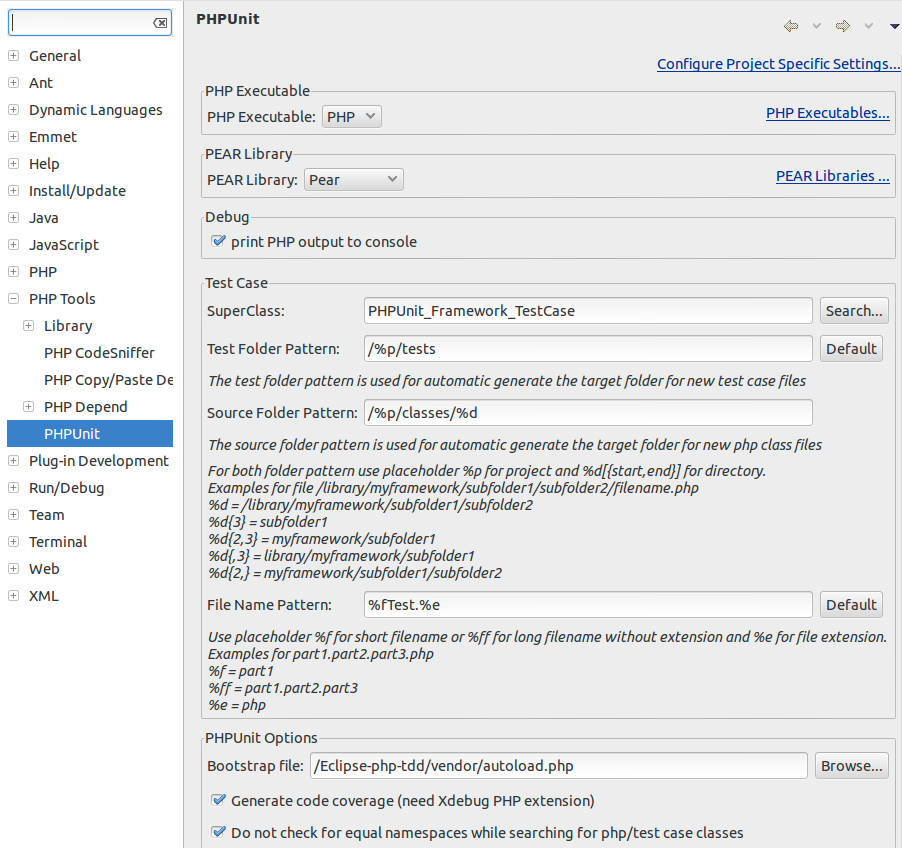 General
Ant
Dynamic Languages
Emmet
Help
Install/Update
Java
JavaScript
PHP
PHP Tools
Library
PHP CodeSniffer
PHP Copy/Paste De
PHP Depend
PHPUnit
Plug-in Development
Run/Debug
Team
Terminal
Web
XML
PHPUnit
Configure Project Specific Settings...
PHP Executable
PHP Executable: PHP PHP Executables...
PEAR Library
PEAR Library: Pear PEAR Libraries ...
Debug
print PHP output to console
Test Case
SuperClass: PHPUnit_Framework_TestCase Search...
Test Folder Pattern: /%p/tests Default
The test folder pattern is used for automatic generate the target folder for new test case files
Source Folder Pattern: /%p/classes/%d
The source folder pattern is used for automatic generate the target folder for new php class files
For both folder pattern use placeholder %p for project and %d[{start,end}] for directory.
Examples for file /library/myframework/subfolder1/subfolder2/filename.php
%d = /library/myframework/subfolder1/subfolder2
%d{3} = subfolder1
%d{2,3} = myframework/subfolder1
%d{,3} = library/myframework/subfolder1
%d{2,} = myframework/subfolder1/subfolder2
File Name Pattern: %fTest.%e Default
Use placeholder %f for short filename or %ff for long filename without extension and %e for file extension.
Examples for part1.part2.part3.php
%f = part1
%ff = part1.part2.part3
%e = php
PHPUnit Options
Bootstrap file: /Eclipse-php-tdd/vendor/autoload.php Browse...
Generate code coverage (need Xdebug PHP extension)
Do not check for equal namespaces while searching for php/test case classes